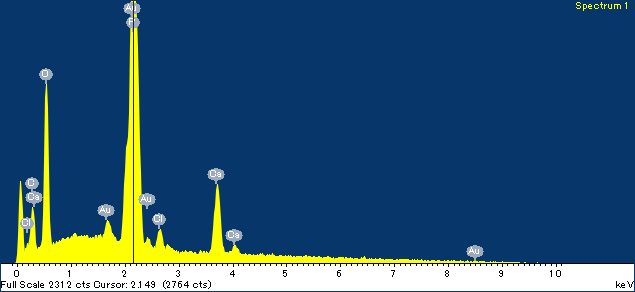 Spectrum 1
Au
P
O
C
Ca
Cl
Au
Au
Cl
Ca
Ca
Au
0 1 2 3 4 5 6 7 8 9 10
Full Scale 2312 cts Cursor: 2.149 (2764 cts) keV